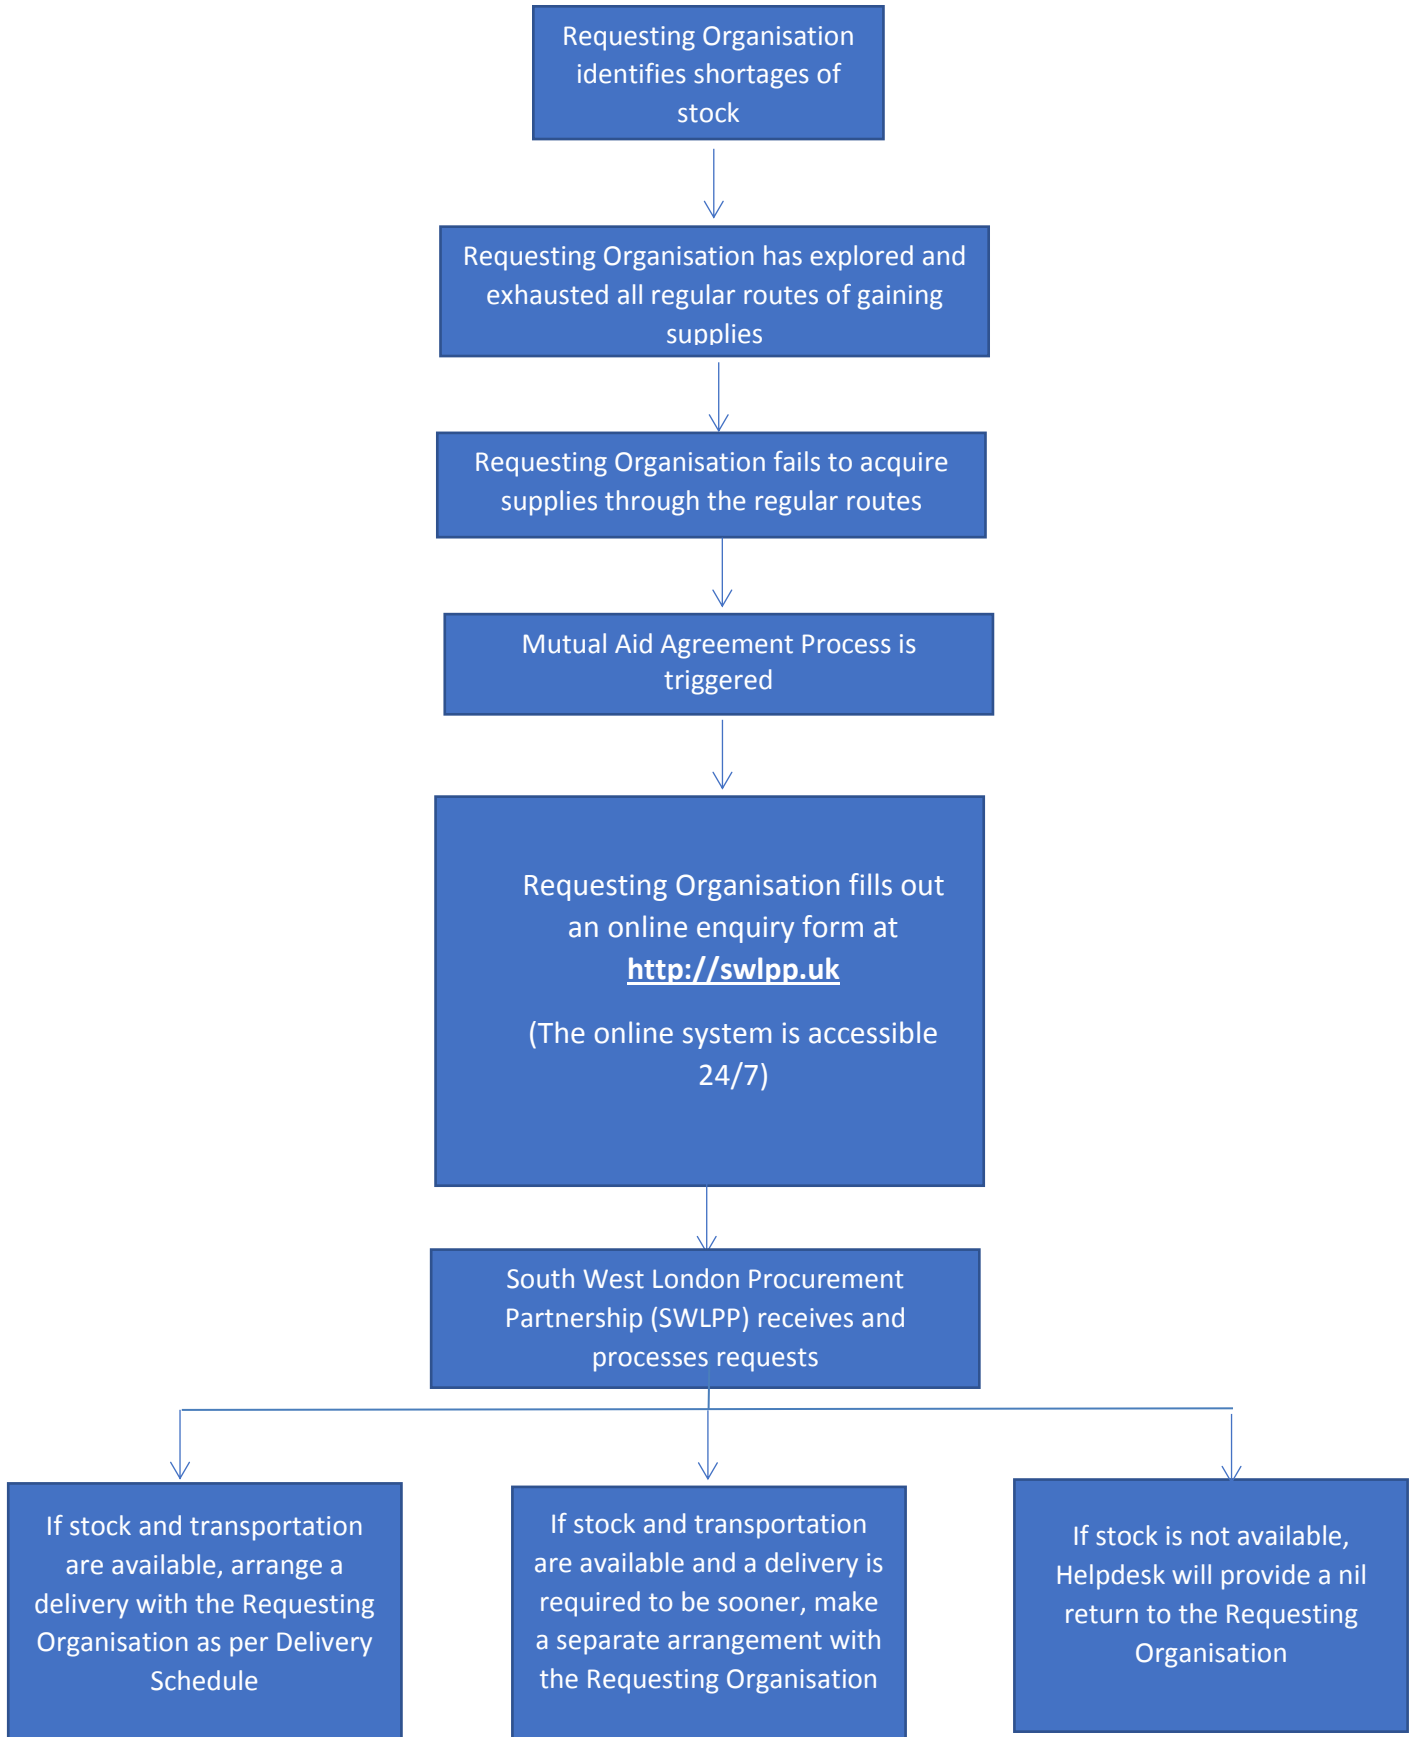 Requesting Organisation
identifies shortages of
stock
Requesting Organisation has explored and
exhausted all regular routes of gaining
supplies
Requesting Organisation fails to acquire
supplies through the regular routes
Mutual Aid Agreement Process is
triggered
Requesting Organisation fills out
an online enquiry form at
http://swlpp.uk
(The online system is accessible
24/7)
South West London Procurement
Partnership (SWLPP) receives and
processes requests
If stock and transportation
are available, arrange a
delivery with the Requesting
Organisation as per Delivery
Schedule
If stock and transportation
are available and a delivery is
required to be sooner, make
a separate arrangement with
the Requesting Organisation
If stock is not available,
Helpdesk will provide a nil
return to the Requesting
Organisation